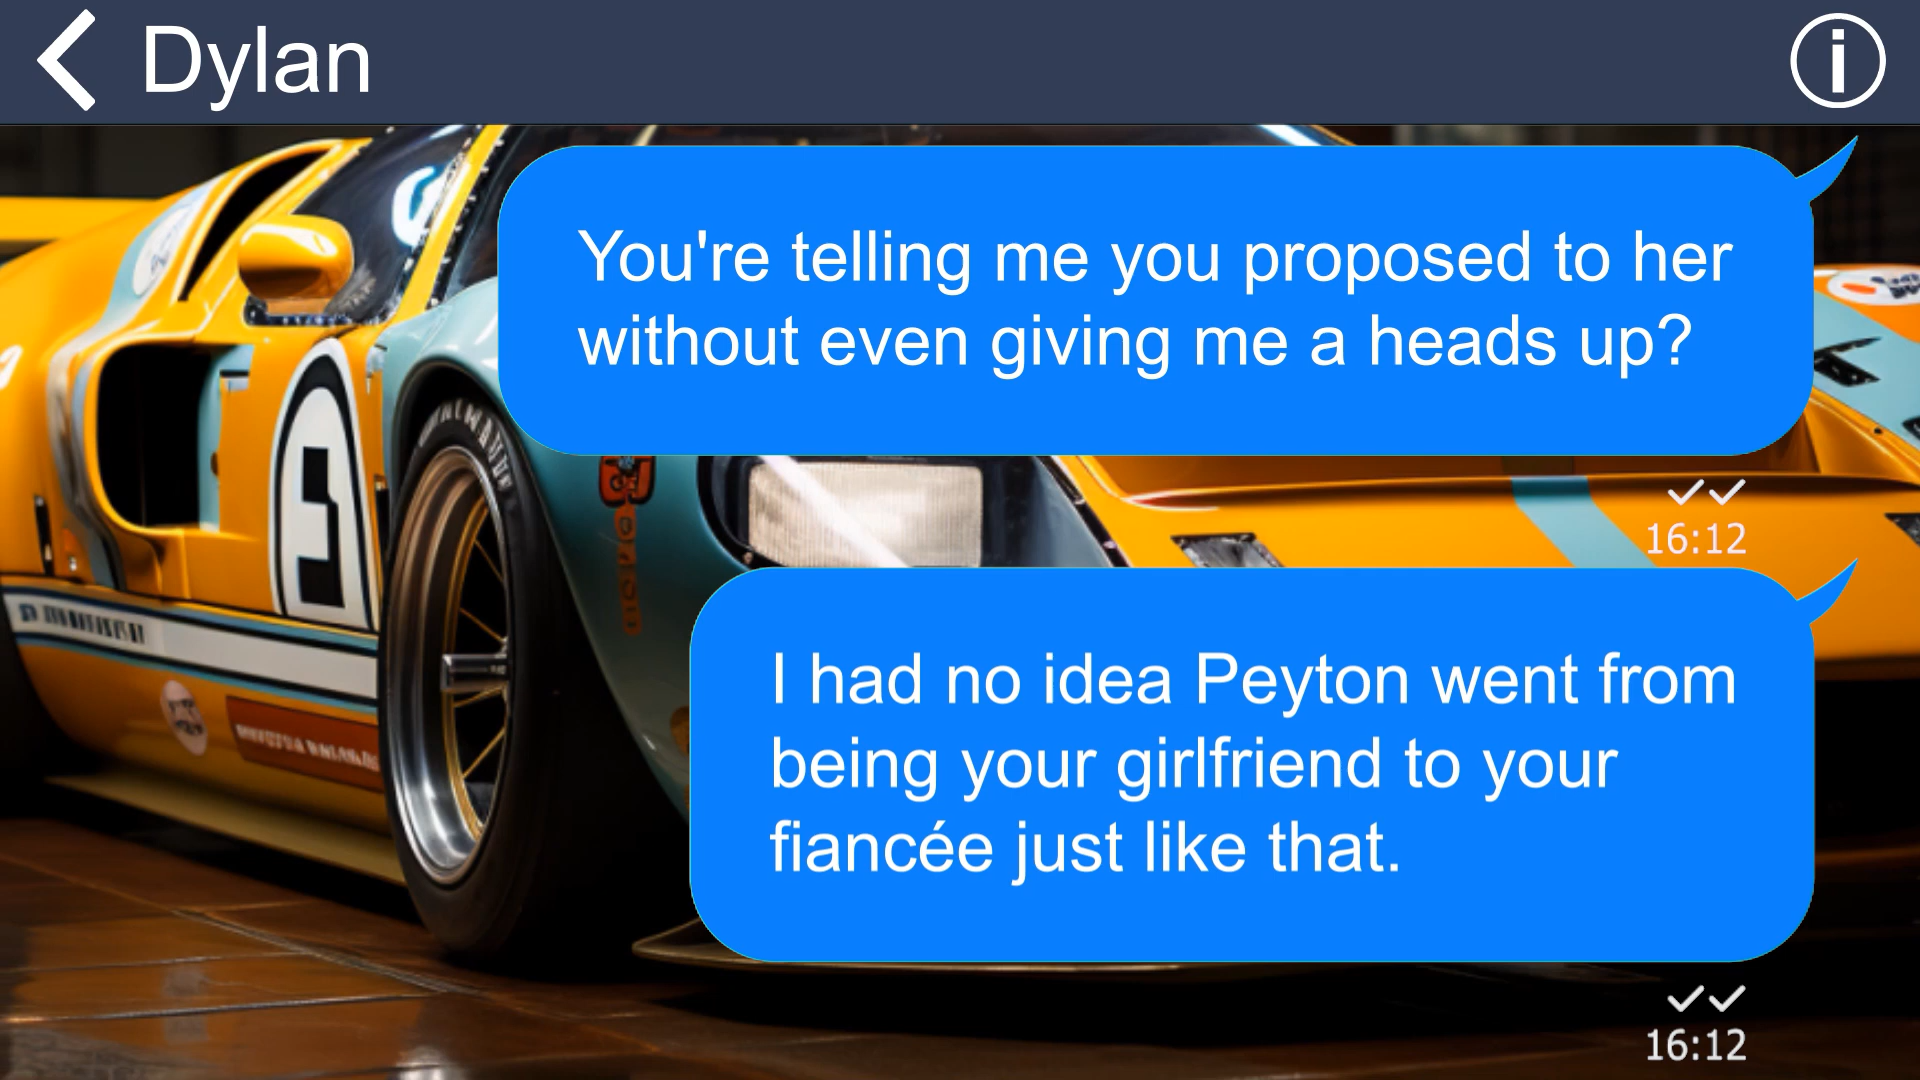 Dylan
You're telling me you proposed to her
without even giving me a heads up?
16:12
I had no idea Peyton went from
being your girlfriend to your
fiancée just like that.
16:12